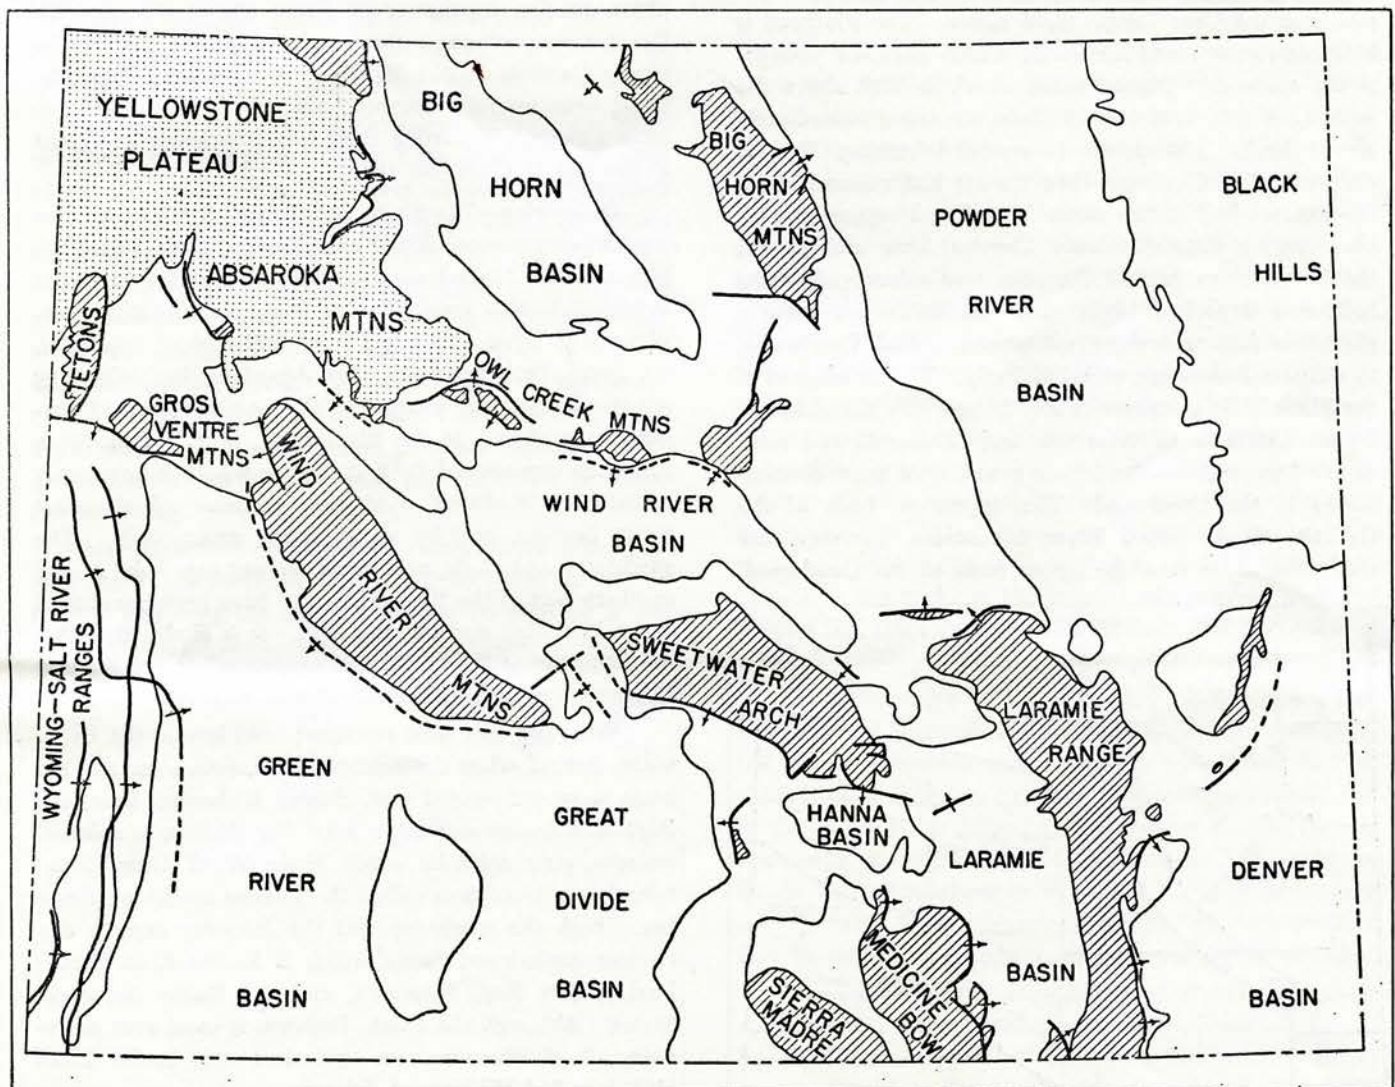 YELLOWSTONE
PLATEAU
ABSAROKA
MTNS
BIG
HORN
BASIN
BIG
HORN
MTNS
POWDER
RIVER
BASIN
BLACK
HILLS
TETONS
GROS
VENTRE
MTNS
OWL
CREEK
MTNS
WIND
RIVER
MTNS
WIND RIVER
BASIN
WYOMING-SALT RIVER
RANGES
SWEETWATER
ARCH
LARAMIE
RANGE
GREEN
RIVER
BASIN
GREAT
DIVIDE
BASIN
HANNA
BASIN
LARAMIE
BASIN
DENVER
BASIN
SIERRA
MADRE
MEDICINE
BOW